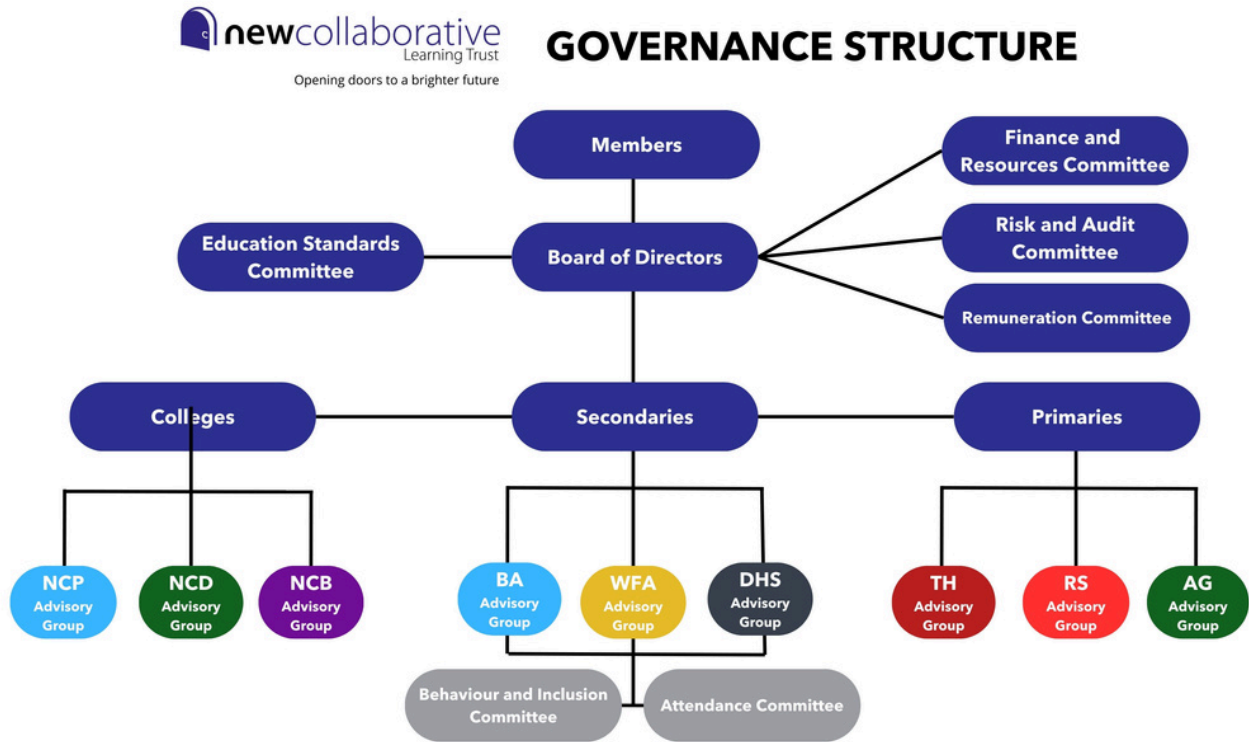 newcollaborative
Learning Trust
Opening doors to a brighter future
GOVERNANCE STRUCTURE
Members
Finance and
Resources Committee
Education Standards
Committee
Board of Directors
Risk and Audit
Committee
Remuneration Committee
Colleges
Secondaries
Primaries
NCP
Advisory
Group
NCD
Advisory
Group
NCB
Advisory
Group
BA
Advisory
Group
WFA
Advisory
Group
DHS
Advisory
Group
TH
Advisory
Group
RS
Advisory
Group
AG
Advisory
Group
Behaviour and Inclusion
Committee
Attendance Committee